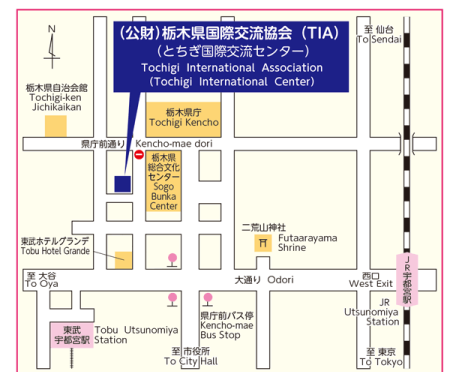 (公財)栃木県国際交流協会 (TIA)
(とちぎ国際交流センター)
Tochigi International Association
(Tochigi International Center)
N
至 仙台
To Sendai
栃木県自治会館
Tochigi-ken
Jichikaikan
栃木県庁
Tochigi Kencho
県庁前通り Kencho-mae dori
栃木県
総合文化
センター
Sogo
Bunka
Center
東武ホテルグランデ
Tobu Hotel Grande
二荒山神社
Futaarayama
Shrine
至 大谷
To Oya
大通り Odori
西口
West Exit
JR宇都宮駅
JR
Utsunomiya
Station
東武
宇都宮駅
Tobu Utsunomiya
Station
県庁前バス停
Kencho-mae
Bus Stop
至 市役所
To City Hall
至 東京
To Tokyo